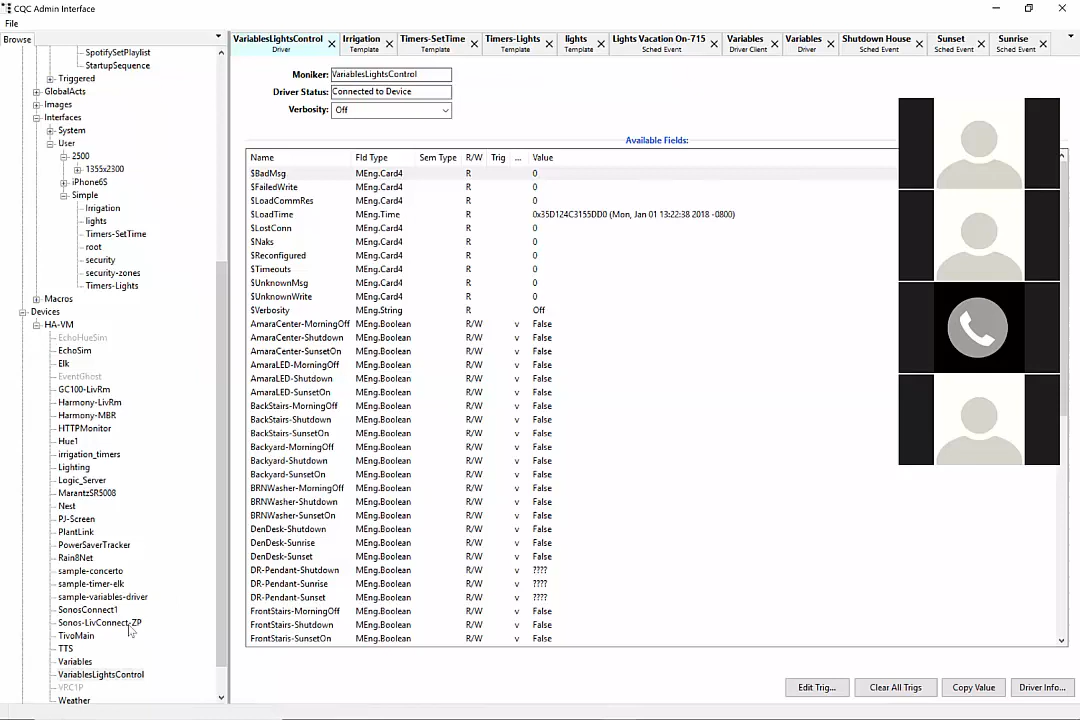 CQC Admin Interface
File
Browse
SpotifySetPlaylist
StartupSequence
Triggered
GlobalActs
Images
Interfaces
System
User
2500
1355x2300
iPhone6S
Simple
Irrigation
lights
Timers-SetTime
root
security
security-zones
Timers-Lights
Macros
Devices
HA-VM
EchoHueSim
EchoSim
Elk
EventGhost
GC100-LivRm
Harmony-LivRm
Harmony-MBR
HTTPMonitor
Hue1
irrigation_timers
Lighting
Logic_Server
MarantzSR5008
Nest
PJ-Screen
PlantLink
PowerSaverTracker
Rain8Net
sample-concerto
sample-timer-elk
sample-variables-driver
SonosConnect1
Sonos-LivConnect-ZP
TivoMain
TTS
Variables
VariablesLightsControl
VRC1P
Weather
VariablesLightsControl Driver
Irrigation Template
Timers-SetTime Template
Timers-Lights Template
lights Template
Lights Vacation On-715 Sched Event
Variables Driver Client
Variables Driver
Shutdown House Sched Event
Sunset Sched Event
Sunrise Sched Event
Moniker: VariablesLightsControl
Driver Status: Connected to Device
Verbosity: Off
Available Fields:
Name Fld Type Sem Type R/W Trig ... Value
$BadMsg MEng.Card4 R 0
$FailedWrite MEng.Card4 R 0
$LoadCommRes MEng.Card4 R 0
$LoadTime MEng.Time R 0x35D124C3155DD0 (Mon, Jan 01 13:22:38 2018 -0800)
$LostConn MEng.Card4 R 0
$Naks MEng.Card4 R 0
$Reconfigured MEng.Card4 R 0
$Timeouts MEng.Card4 R 0
$UnknownMsg MEng.Card4 R 0
$UnknownWrite MEng.Card4 R 0
$Verbosity MEng.String R Off
AmaraCenter-MorningOff MEng.Boolean R/W v False
AmaraCenter-Shutdown MEng.Boolean R/W v False
AmaraCenter-SunsetOn MEng.Boolean R/W v False
AmaraLED-MorningOff MEng.Boolean R/W v False
AmaraLED-Shutdown MEng.Boolean R/W v False
AmaraLED-SunsetOn MEng.Boolean R/W v False
BackStairs-MorningOff MEng.Boolean R/W v False
BackStairs-Shutdown MEng.Boolean R/W v False
BackStairs-SunsetOn MEng.Boolean R/W v False
Backyard-MorningOff MEng.Boolean R/W v False
Backyard-Shutdown MEng.Boolean R/W v False
Backyard-SunsetOn MEng.Boolean R/W v False
BRNWasher-MorningOff MEng.Boolean R/W v False
BRNWasher-Shutdown MEng.Boolean R/W v False
BRNWasher-SunsetOn MEng.Boolean R/W v False
DenDesk-Shutdown MEng.Boolean R/W v False
DenDesk-Sunrise MEng.Boolean R/W v False
DenDesk-Sunset MEng.Boolean R/W v False
DR-Pendant-Shutdown MEng.Boolean R/W v ????
DR-Pendant-Sunrise MEng.Boolean R/W v ????
DR-Pendant-Sunset MEng.Boolean R/W v ????
FrontStairs-MorningOff MEng.Boolean R/W v False
FrontStairs-Shutdown MEng.Boolean R/W v False
FrontStaris-SunsetOn MEng.Boolean R/W v False
Edit Trig... Clear All Trigs Copy Value Driver Info...